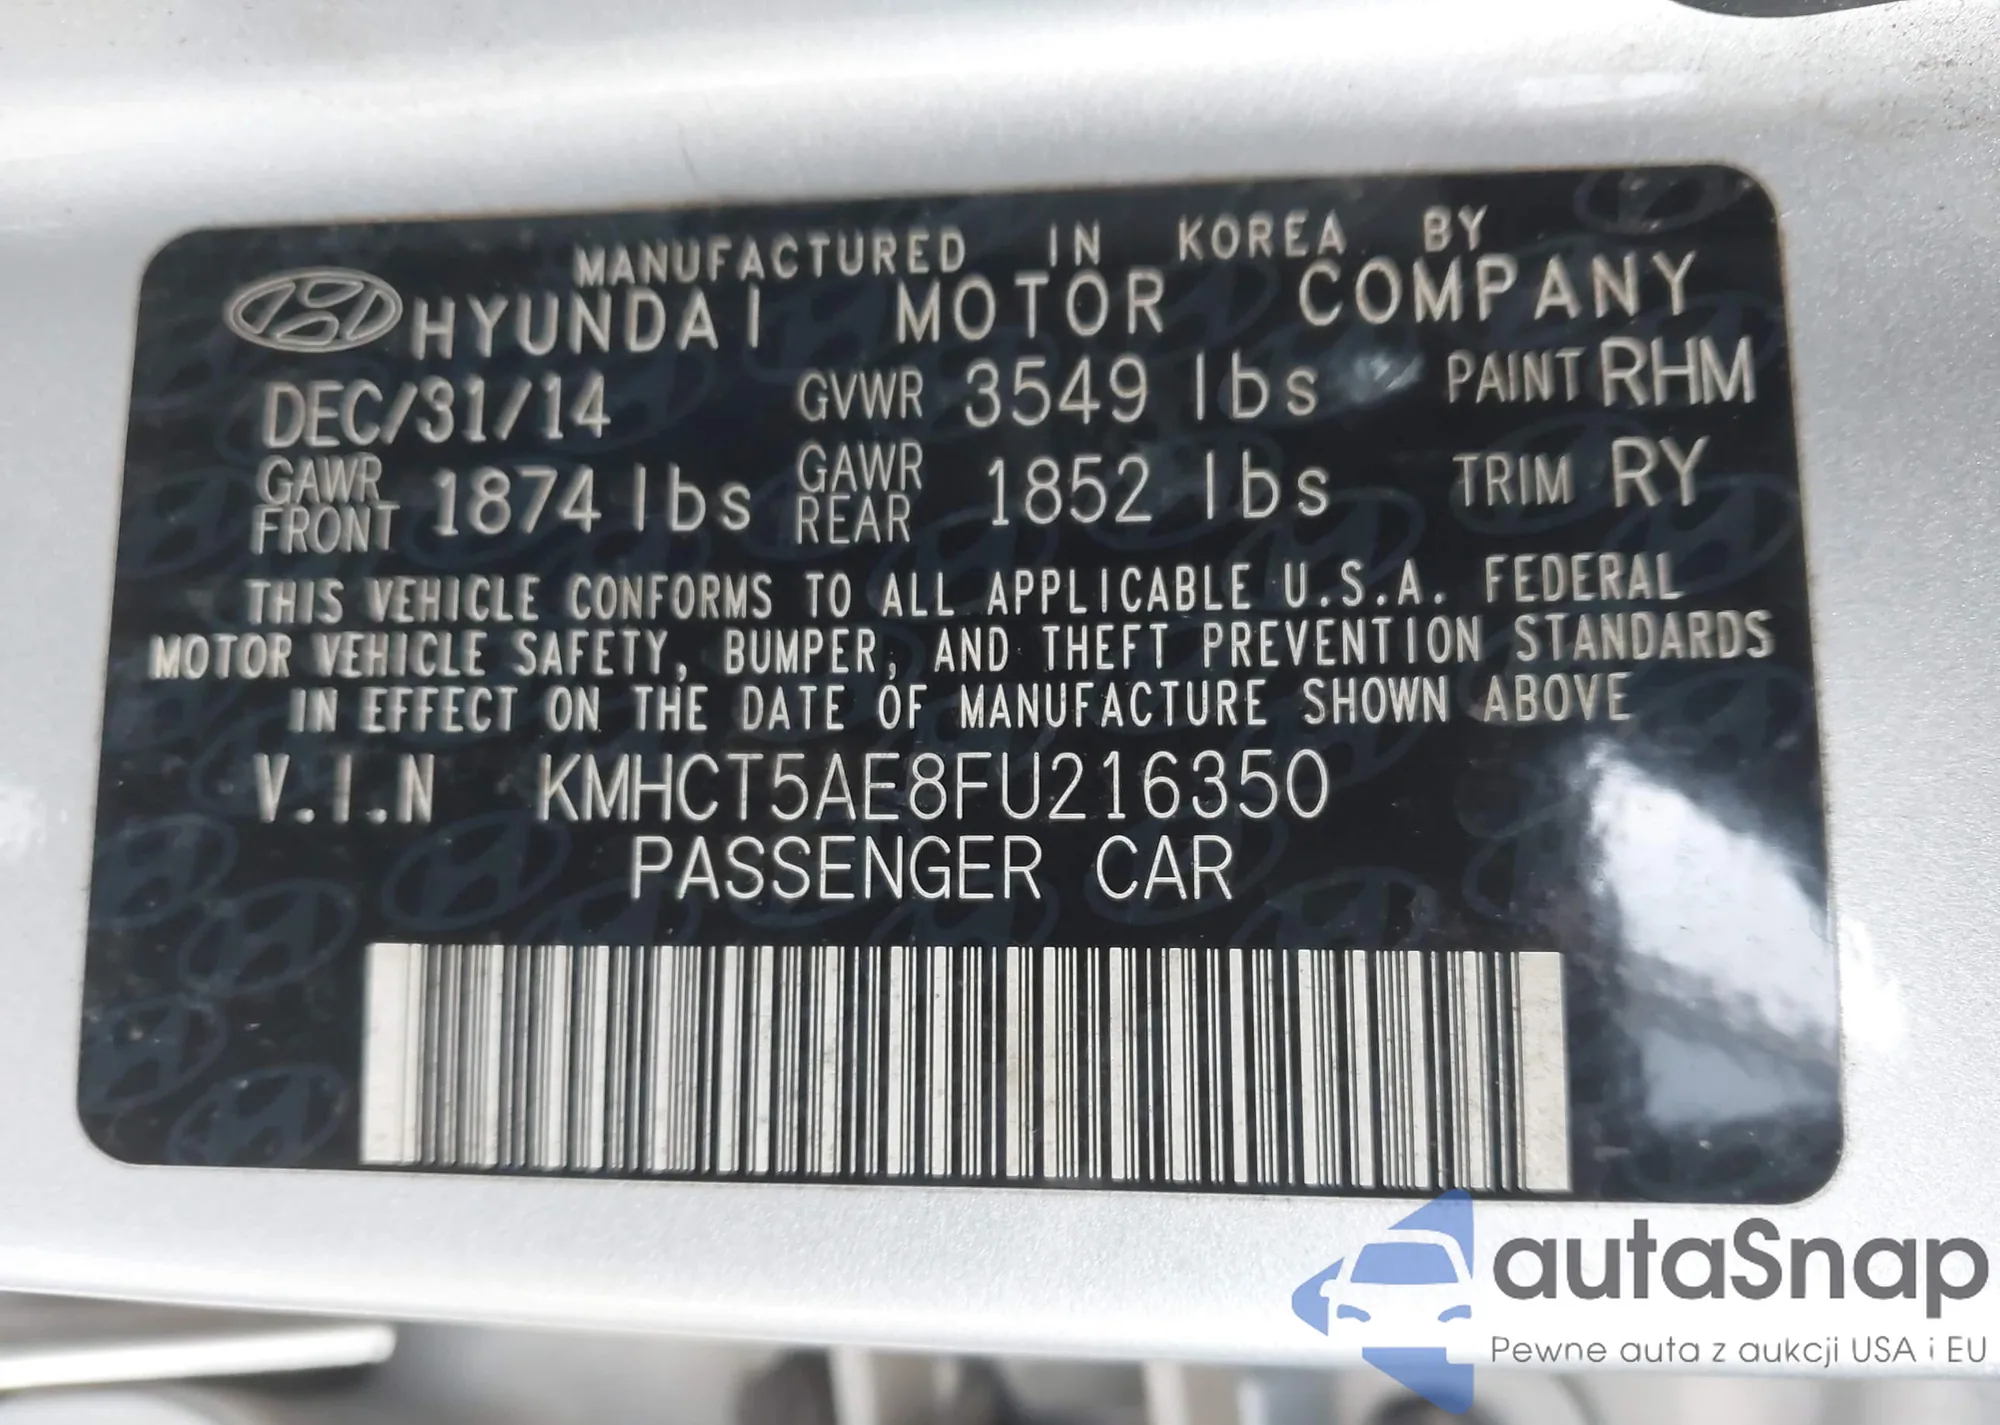 MANUFACTURED IN KOREA BY
HYUNDAI MOTOR COMPANY
DEC/31/14 GVWR 3549 lbs PAINT RHM
GAWR FRONT 1874 lbs GAWR REAR 1852 lbs TRIM RY
THIS VEHICLE CONFORMS TO ALL APPLICABLE U.S.A. FEDERAL
MOTOR VEHICLE SAFETY, BUMPER, AND THEFT PREVENTION STANDARDS
IN EFFECT ON THE DATE OF MANUFACTURE SHOWN ABOVE
V.I.N KMHCT5AE8FU216350
PASSENGER CAR
autaSnap
Pewne auta z aukcji USA i EU